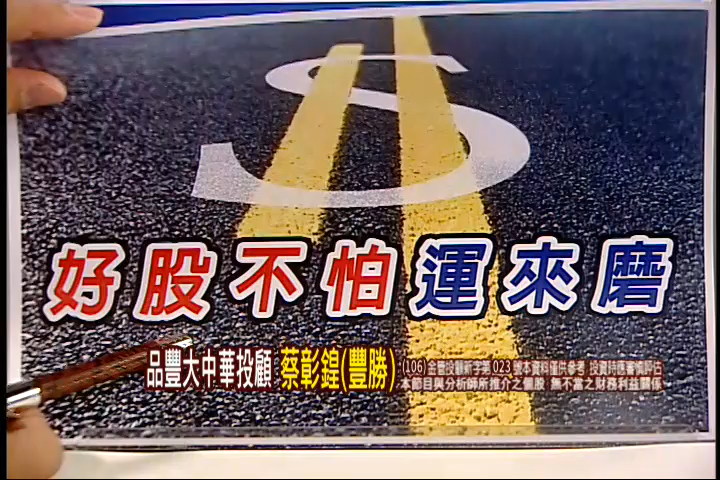 S
好股不怕運來磨
品豐大中華投顧 蔡彰鍠(豐勝) (106)金管投顧新字第023號本資料僅供參考 投資時應審慎評估
本節目與分析師所推介之個股 無不當之財務利益關係